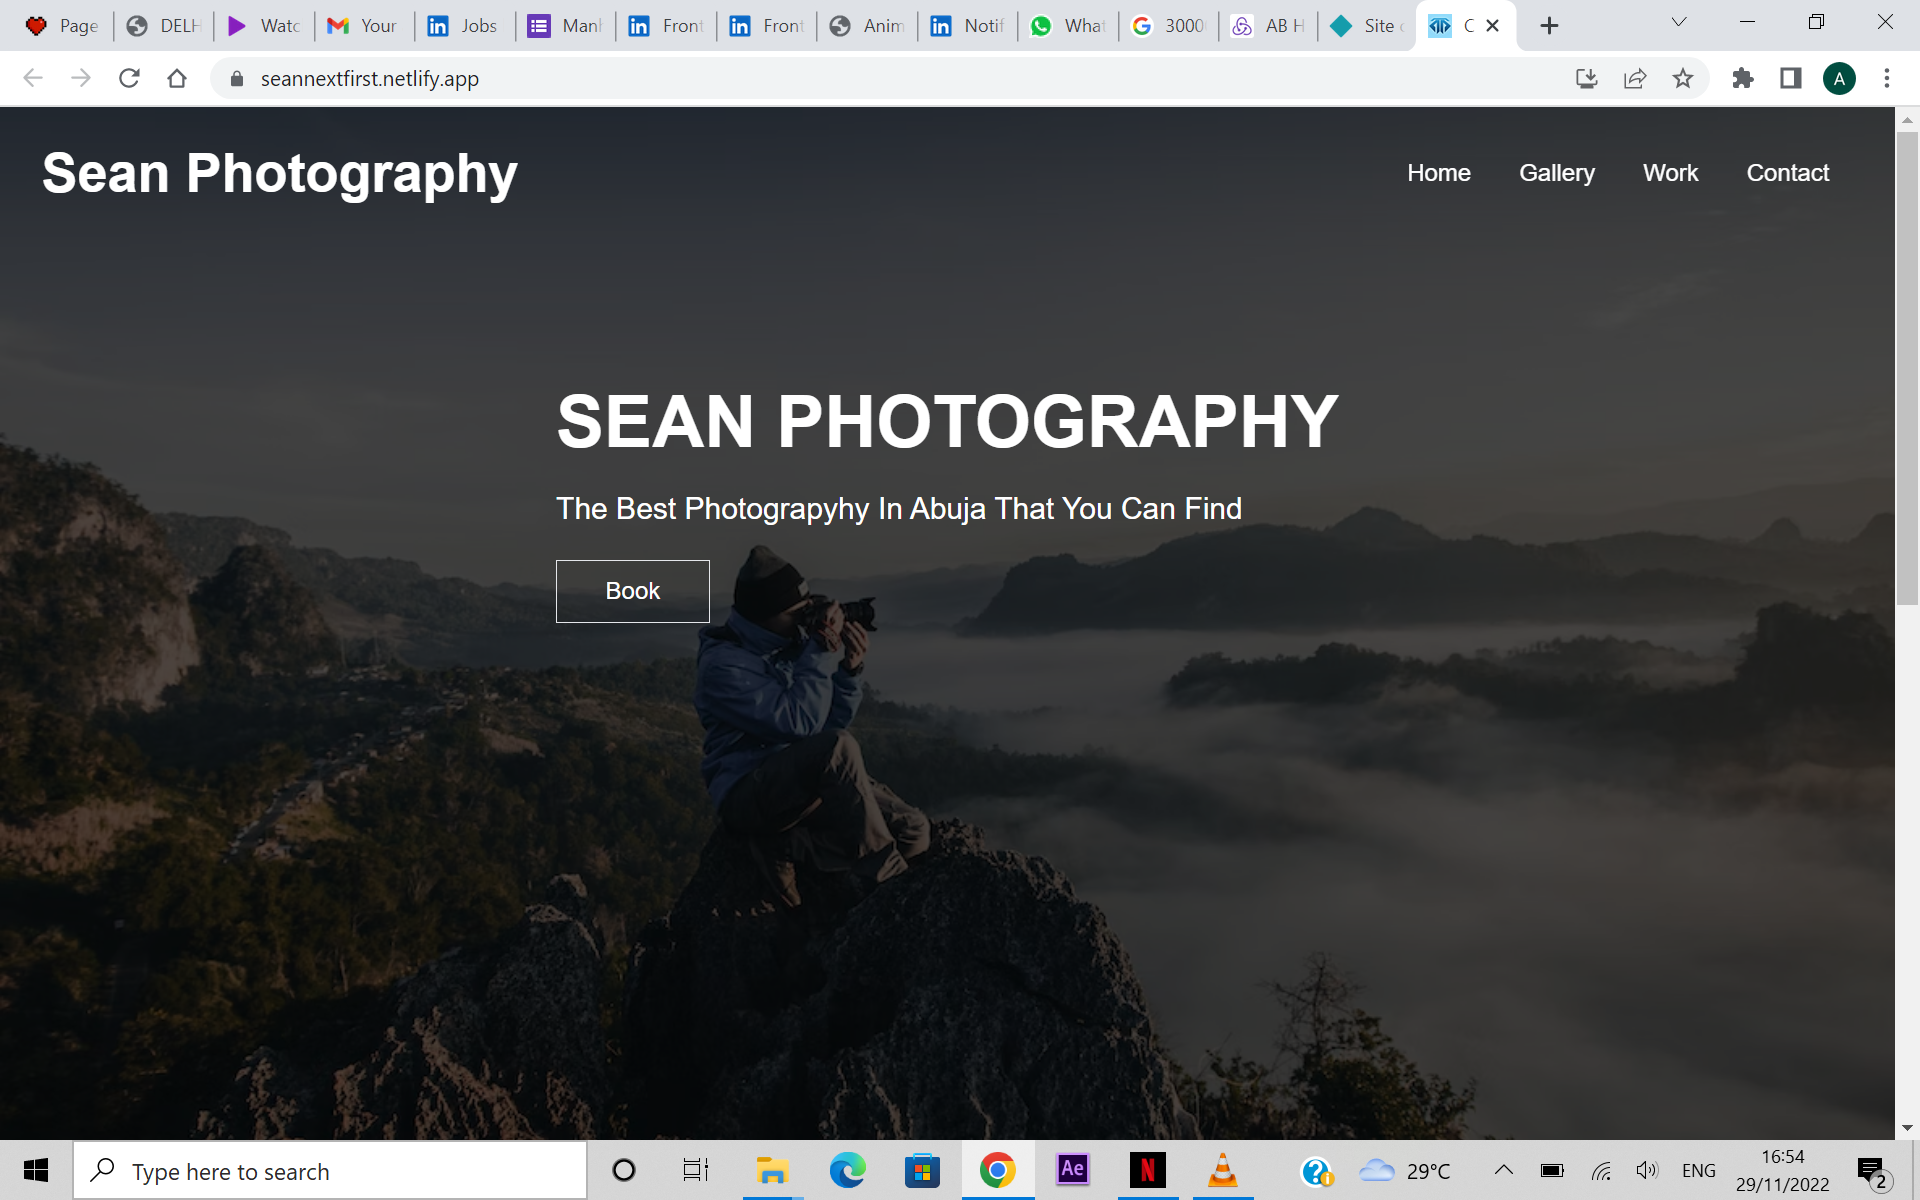 Page
DELH
Watc
Your
Jobs
Manl
Front
Front
Anim
Notif
What
3000
AB H
Site
C
seannextfirst.netlify.app
A
Sean Photography
Home
Gallery
Work
Contact
SEAN PHOTOGRAPHY
The Best Photograpyhy In Abuja That You Can Find
Book
Type here to search
Ae
N
29°C
ENG
16:54
29/11/2022
2